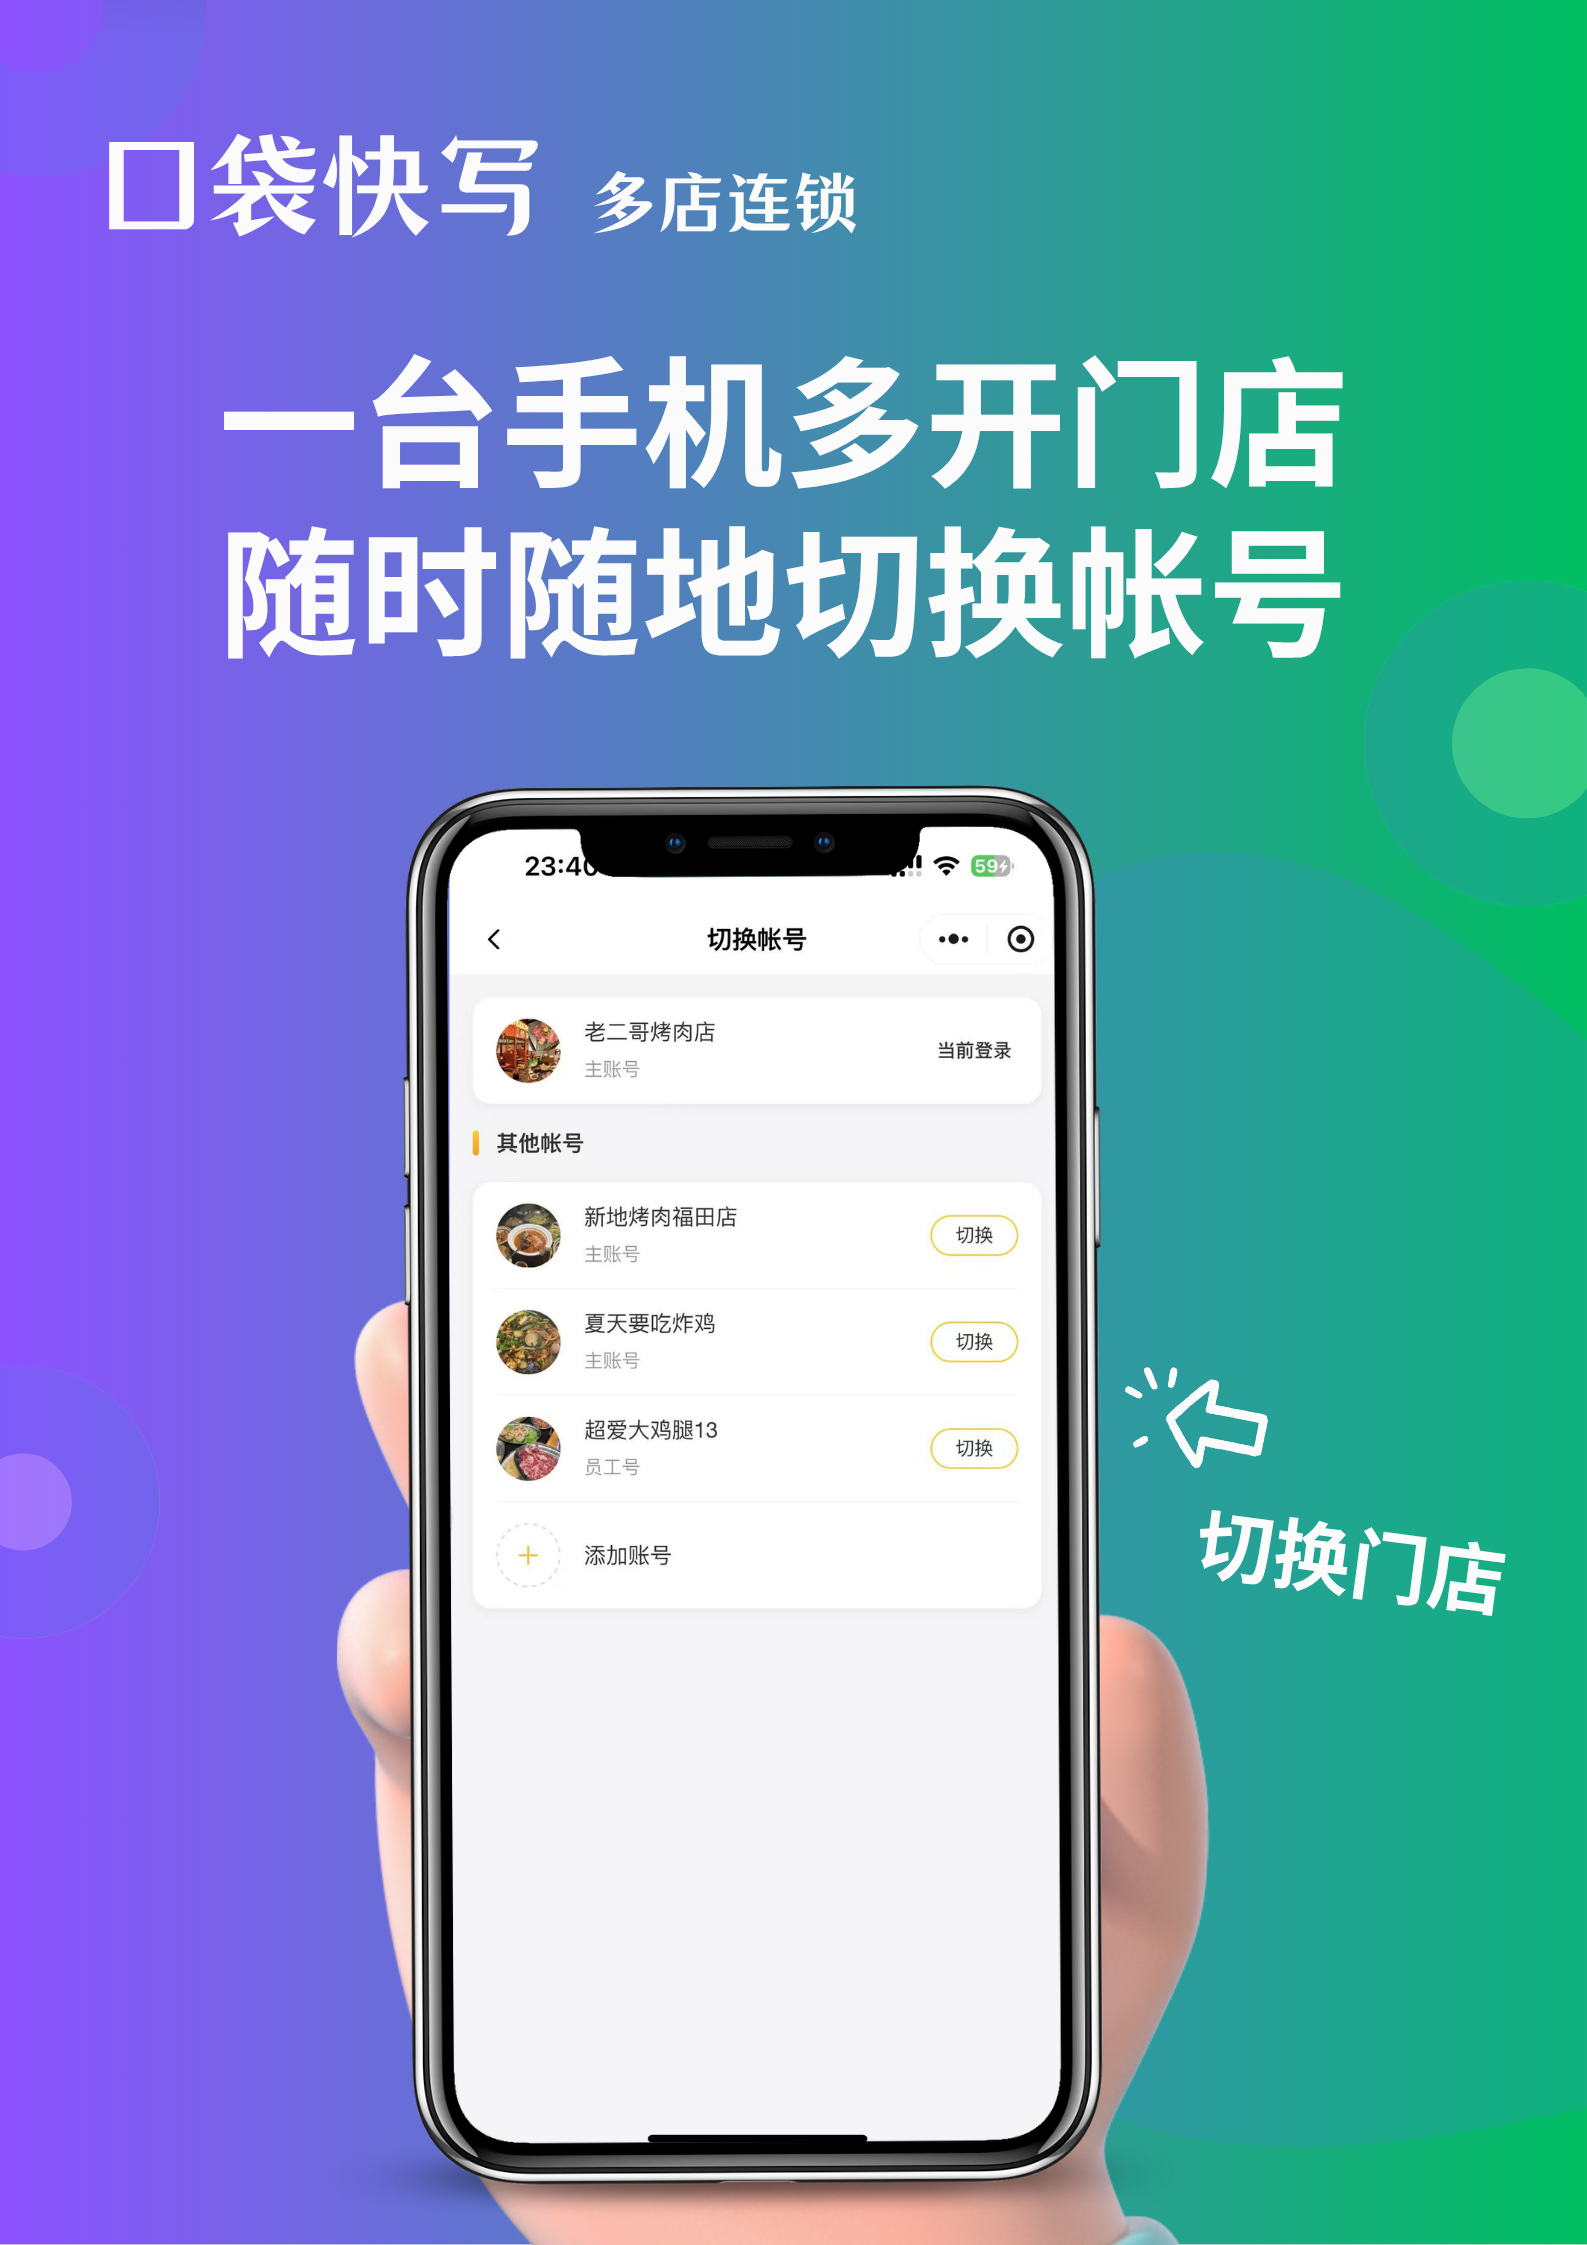 口袋快写 多店连锁
一台手机多开门店
随时随地切换帐号
23:40
59
切换帐号
老二哥烤肉店
主账号
当前登录
其他帐号
新地烤肉福田店
主账号
切换
夏天要吃炸鸡
主账号
切换
超爱大鸡腿13
员工号
切换
添加账号
切换门店